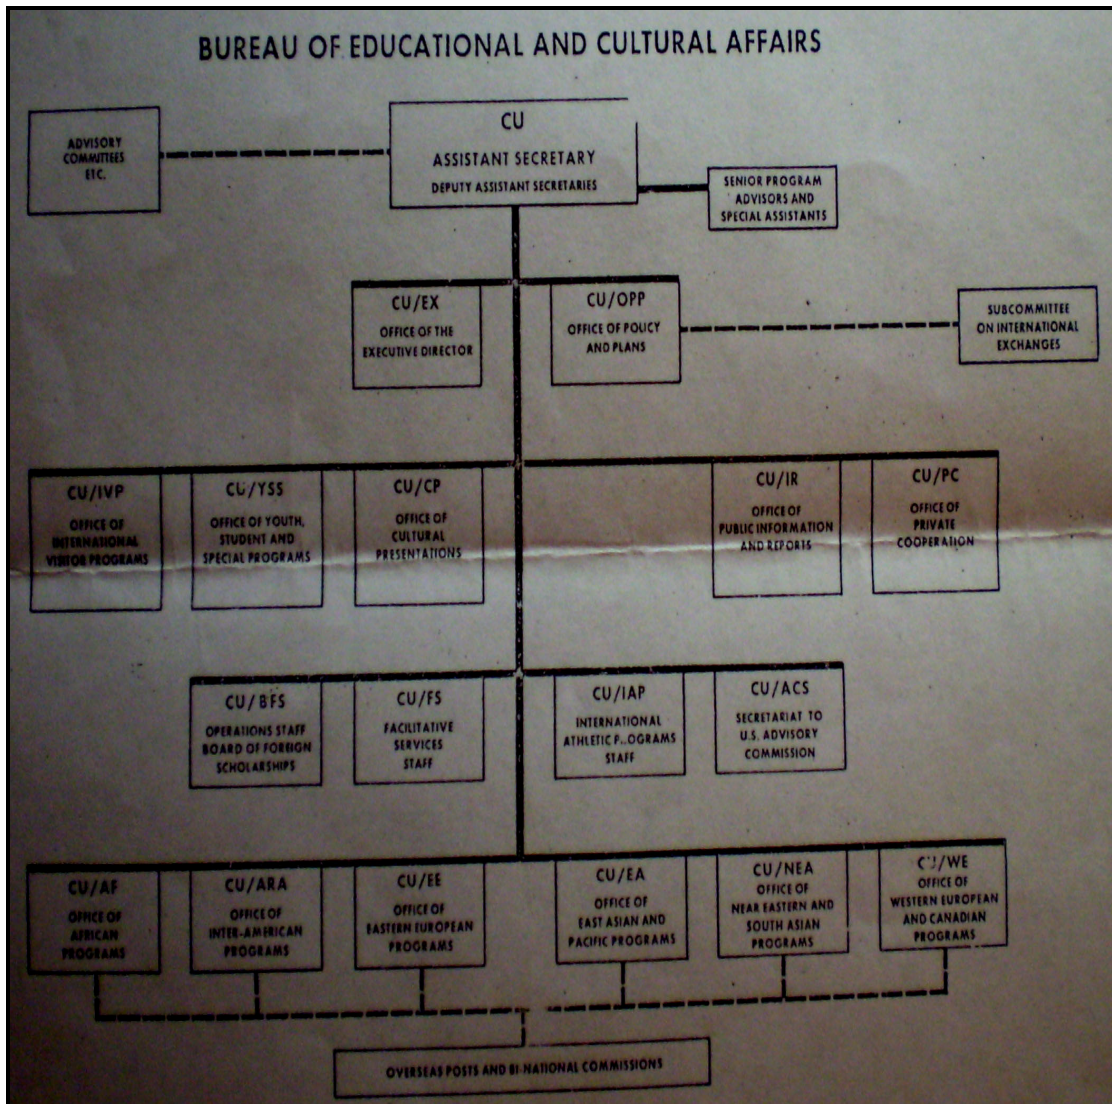 BUREAU OF EDUCATIONAL AND CULTURAL AFFAIRS
ADVISORY
COMMITTEES
ETC.
CU
ASSISTANT SECRETARY
DEPUTY ASSISTANT SECRETARIES
SENIOR PROGRAM
ADVISORS AND
SPECIAL ASSISTANTS
CU/EX
OFFICE OF THE
EXECUTIVE DIRECTOR
CU/OPP
OFFICE OF POLICY
AND PLANS
SUBCOMMITTEE
ON INTERNATIONAL
EXCHANGES
CU/IVP
OFFICE OF
INTERNATIONAL
VISITOR PROGRAMS
CU/YSS
OFFICE OF YOUTH,
STUDENT AND
SPECIAL PROGRAMS
CU/CP
OFFICE OF
CULTURAL
PRESENTATIONS
CU/IR
OFFICE OF
PUBLIC INFORMATION
AND REPORTS
CU/PC
OFFICE OF
PRIVATE
COOPERATION
CU/BFS
OPERATIONS STAFF
BOARD OF FOREIGN
SCHOLARSHIPS
CU/FS
FACILITATIVE
SERVICES
STAFF
CU/IAP
INTERNATIONAL
ATHLETIC PROGRAMS
STAFF
CU/ACS
SECRETARIAT TO
U.S. ADVISORY
COMMISSION
CU/AF
OFFICE OF
AFRICAN
PROGRAMS
CU/ARA
OFFICE OF
INTER-AMERICAN
PROGRAMS
CU/EE
OFFICE OF
EASTERN EUROPEAN
PROGRAMS
CU/EA
OFFICE OF
EAST ASIAN AND
PACIFIC PROGRAMS
CU/NEA
OFFICE OF
NEAR EASTERN AND
SOUTH ASIAN
PROGRAMS
CU/WE
OFFICE OF
WESTERN EUROPEAN
AND CANADIAN
PROGRAMS
OVERSEAS POSTS AND BI-NATIONAL COMMISSIONS